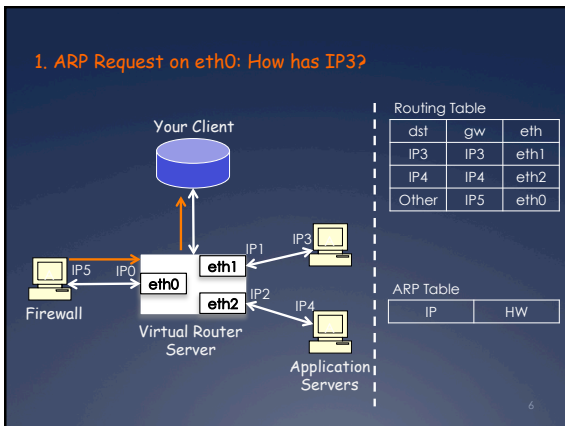 1. ARP Request on eth0: How has IP3?
Your Client
IP5
IP0
eth0
eth1
eth2
IP1
IP2
IP3
IP4
Firewall
Virtual Router
Server
Application
Servers
Routing Table
dst gw eth
IP3 IP3 eth1
IP4 IP4 eth2
Other IP5 eth0
ARP Table
IP HW
6